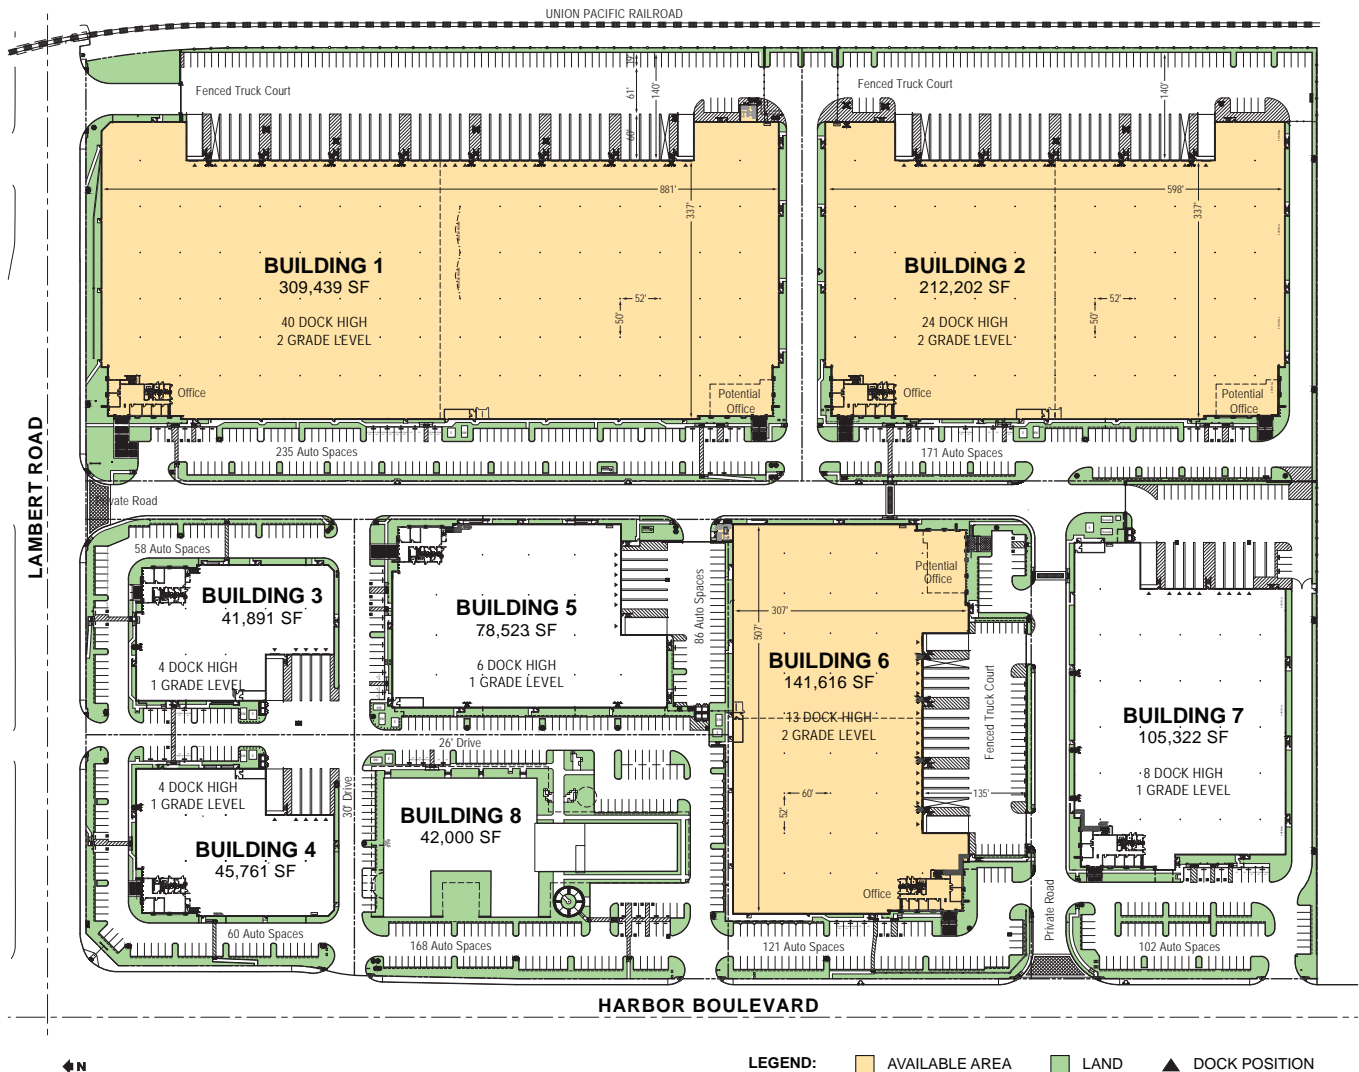 UNION PACIFIC RAILROAD
Fenced Truck Court
19'
61'
140'
60'
Fenced Truck Court
140'
881'
337'
598'
337'
BUILDING 1
309,439 SF
40 DOCK HIGH
2 GRADE LEVEL
52'
50'
BUILDING 2
212,202 SF
24 DOCK HIGH
2 GRADE LEVEL
52'
50'
Office
Potential
Office
Office
Potential
Office
235 Auto Spaces
171 Auto Spaces
LAMBERT ROAD
Private Road
58 Auto Spaces
BUILDING 3
41,891 SF
4 DOCK HIGH
1 GRADE LEVEL
BUILDING 5
78,523 SF
6 DOCK HIGH
1 GRADE LEVEL
86 Auto Spaces
Potential
Office
307'
507'
BUILDING 6
141,616 SF
13 DOCK HIGH
2 GRADE LEVEL
60'
52'
Fenced Truck Court
135'
Office
BUILDING 7
105,322 SF
8 DOCK HIGH
1 GRADE LEVEL
26' Drive
30' Drive
4 DOCK HIGH
1 GRADE LEVEL
BUILDING 4
45,761 SF
BUILDING 8
42,000 SF
60 Auto Spaces
168 Auto Spaces
121 Auto Spaces
Private Road
102 Auto Spaces
HARBOR BOULEVARD
N
LEGEND:
AVAILABLE AREA
LAND
DOCK POSITION